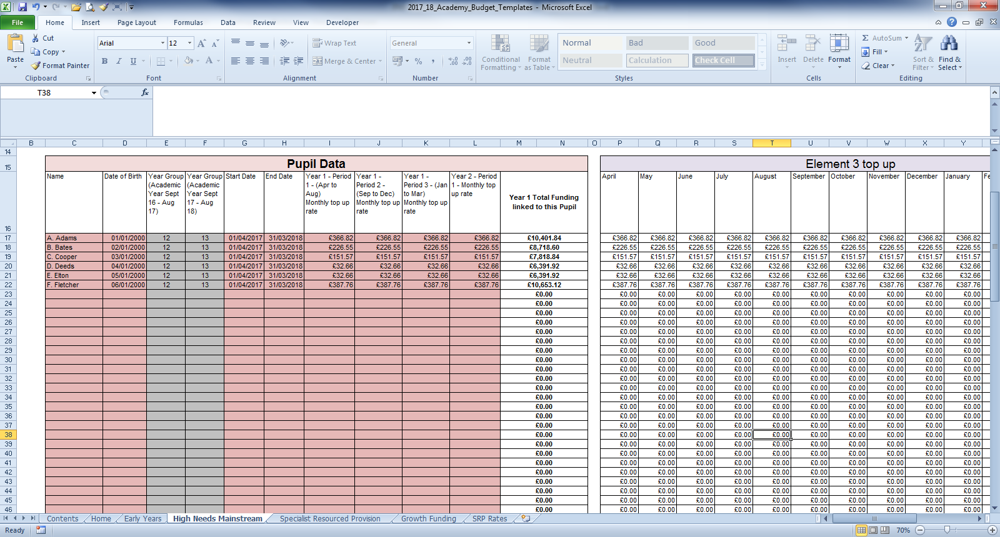 2017_18_Academy_Budget_Templates - Microsoft Excel
File Home Insert Page Layout Formulas Data Review View Developer
Paste
Cut
Copy
Format Painter
Clipboard
Arial 12
B I U
Font
Wrap Text
Merge & Center
Alignment
General
Number
Conditional Formatting
Format as Table
Normal Bad Good
Neutral Calculation Check Cell
Styles
Insert Delete Format
Cells
AutoSum
Fill
Clear
Sort & Filter
Find & Select
Editing
T38 fx
B C D E F G H I J K L M N O P Q R S T U V W X Y
14
15 Pupil Data Element 3 top up
16 Name Date of Birth Year Group (Academic Year Sept 16 - Aug 17) Year Group (Academic Year Sept 17 - Aug 18) Start Date End Date Year 1 - Period 1 - (Apr to Aug) Monthly top up rate Year 1 - Period 2 - (Sep to Dec) Monthly top up rate Year 1 - Period 3 - (Jan to Mar) Monthly top up rate Year 2 - Period 1 - Monthly top up rate Year 1 Total Funding linked to this Pupil April May June July August September October November December January Fe
17 A. Adams 01/01/2000 12 13 01/04/2017 31/03/2018 £366.82 £366.82 £366.82 £366.82 £10,401.84 £366.82 £366.82 £366.82 £366.82 £366.82 £366.82 £366.82 £366.82 £366.82 £366.82
18 B. Bates 02/01/2000 12 13 01/04/2017 31/03/2018 £226.55 £226.55 £226.55 £226.55 £8,718.60 £226.55 £226.55 £226.55 £226.55 £226.55 £226.55 £226.55 £226.55 £226.55 £226.55
19 C. Cooper 03/01/2000 12 13 01/04/2017 31/03/2018 £151.57 £151.57 £151.57 £151.57 £7,818.84 £151.57 £151.57 £151.57 £151.57 £151.57 £151.57 £151.57 £151.57 £151.57 £151.57
20 D. Deeds 04/01/2000 12 13 01/04/2017 31/03/2018 £32.66 £32.66 £32.66 £32.66 £6,391.92 £32.66 £32.66 £32.66 £32.66 £32.66 £32.66 £32.66 £32.66 £32.66 £32.66
21 E. Elton 05/01/2000 12 13 01/04/2017 31/03/2018 £32.66 £32.66 £32.66 £32.66 £6,391.92 £32.66 £32.66 £32.66 £32.66 £32.66 £32.66 £32.66 £32.66 £32.66 £32.66
22 F. Fletcher 06/01/2000 12 13 01/04/2017 31/03/2018 £387.76 £387.76 £387.76 £387.76 £10,653.12 £387.76 £387.76 £387.76 £387.76 £387.76 £387.76 £387.76 £387.76 £387.76 £387.76
23 £0.00 £0.00 £0.00 £0.00 £0.00 £0.00 £0.00 £0.00 £0.00 £0.00 £0.00
24 £0.00 £0.00 £0.00 £0.00 £0.00 £0.00 £0.00 £0.00 £0.00 £0.00 £0.00
25 £0.00 £0.00 £0.00 £0.00 £0.00 £0.00 £0.00 £0.00 £0.00 £0.00 £0.00
26 £0.00 £0.00 £0.00 £0.00 £0.00 £0.00 £0.00 £0.00 £0.00 £0.00 £0.00
27 £0.00 £0.00 £0.00 £0.00 £0.00 £0.00 £0.00 £0.00 £0.00 £0.00 £0.00
28 £0.00 £0.00 £0.00 £0.00 £0.00 £0.00 £0.00 £0.00 £0.00 £0.00 £0.00
29 £0.00 £0.00 £0.00 £0.00 £0.00 £0.00 £0.00 £0.00 £0.00 £0.00 £0.00
30 £0.00 £0.00 £0.00 £0.00 £0.00 £0.00 £0.00 £0.00 £0.00 £0.00 £0.00
31 £0.00 £0.00 £0.00 £0.00 £0.00 £0.00 £0.00 £0.00 £0.00 £0.00 £0.00
32 £0.00 £0.00 £0.00 £0.00 £0.00 £0.00 £0.00 £0.00 £0.00 £0.00 £0.00
33 £0.00 £0.00 £0.00 £0.00 £0.00 £0.00 £0.00 £0.00 £0.00 £0.00 £0.00
34 £0.00 £0.00 £0.00 £0.00 £0.00 £0.00 £0.00 £0.00 £0.00 £0.00 £0.00
35 £0.00 £0.00 £0.00 £0.00 £0.00 £0.00 £0.00 £0.00 £0.00 £0.00 £0.00
36 £0.00 £0.00 £0.00 £0.00 £0.00 £0.00 £0.00 £0.00 £0.00 £0.00 £0.00
37 £0.00 £0.00 £0.00 £0.00 £0.00 £0.00 £0.00 £0.00 £0.00 £0.00 £0.00
38 £0.00 £0.00 £0.00 £0.00 £0.00 £0.00 £0.00 £0.00 £0.00 £0.00 £0.00
39 £0.00 £0.00 £0.00 £0.00 £0.00 £0.00 £0.00 £0.00 £0.00 £0.00 £0.00
40 £0.00 £0.00 £0.00 £0.00 £0.00 £0.00 £0.00 £0.00 £0.00 £0.00 £0.00
41 £0.00 £0.00 £0.00 £0.00 £0.00 £0.00 £0.00 £0.00 £0.00 £0.00 £0.00
42 £0.00 £0.00 £0.00 £0.00 £0.00 £0.00 £0.00 £0.00 £0.00 £0.00 £0.00
43 £0.00 £0.00 £0.00 £0.00 £0.00 £0.00 £0.00 £0.00 £0.00 £0.00 £0.00
44 £0.00 £0.00 £0.00 £0.00 £0.00 £0.00 £0.00 £0.00 £0.00 £0.00 £0.00
45 £0.00 £0.00 £0.00 £0.00 £0.00 £0.00 £0.00 £0.00 £0.00 £0.00 £0.00
46 £0.00 £0.00 £0.00 £0.00 £0.00 £0.00 £0.00 £0.00 £0.00 £0.00 £0.00
Contents Home Early Years High Needs Mainstream Specialist Resourced Provision Growth Funding SRP Rates
Ready 70%